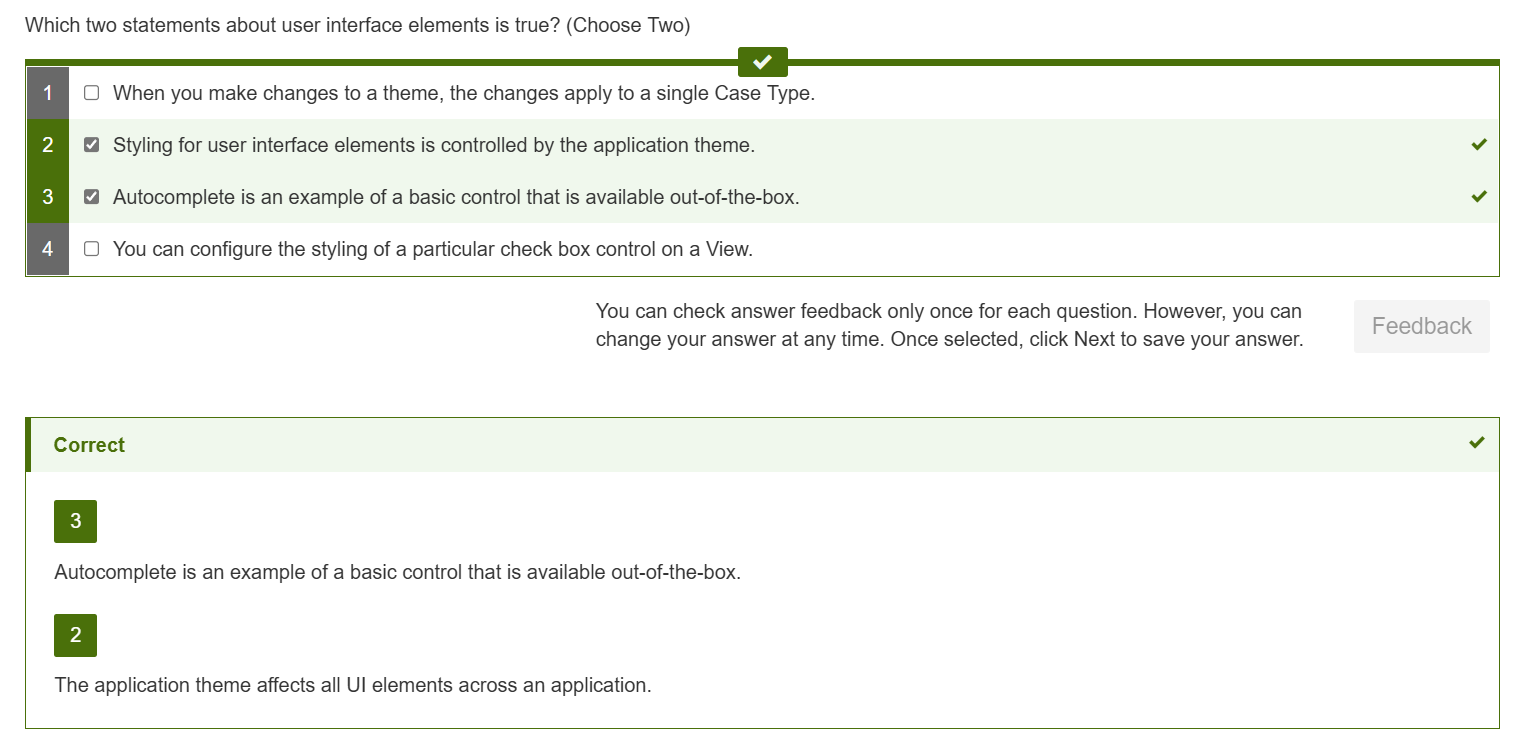 Which two statements about user interface elements is true? (Choose Two)
1 When you make changes to a theme, the changes apply to a single Case Type.
2 Styling for user interface elements is controlled by the application theme.
3 Autocomplete is an example of a basic control that is available out-of-the-box.
4 You can configure the styling of a particular check box control on a View.
You can check answer feedback only once for each question. However, you can
change your answer at any time. Once selected, click Next to save your answer.
Feedback
Correct
3
Autocomplete is an example of a basic control that is available out-of-the-box.
2
The application theme affects all UI elements across an application.